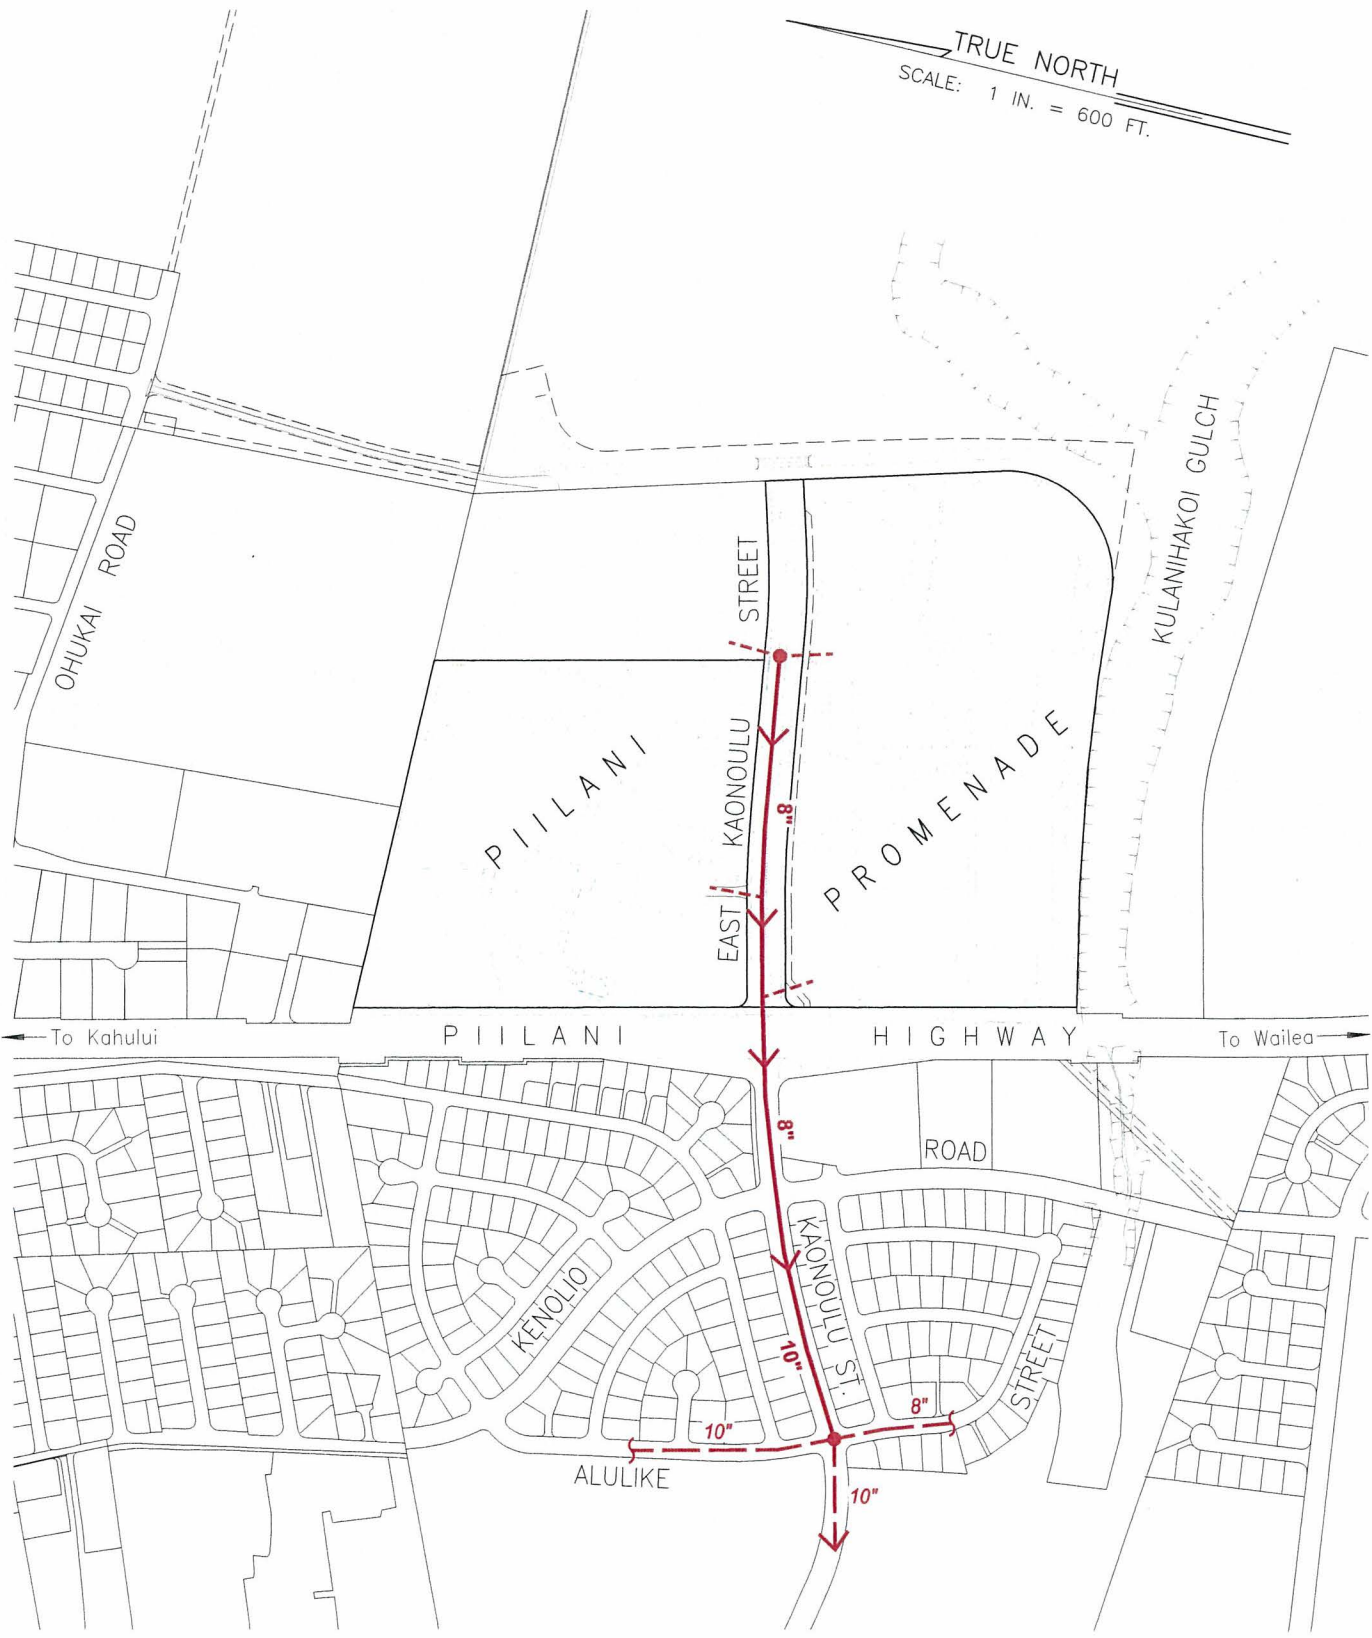 TRUE NORTH
SCALE: 1 IN. = 600 FT.
KULANIHAKOI GULCH
OHUKAI ROAD
STREET
KAONOULU
EAST
8"
PIILANI
PROMENADE
To Kahului
PIILANI HIGHWAY
To Wailea
8"
ROAD
KENOLIO
KAONOULU ST.
10"
STREET
10"
8"
ALULIKE
10"